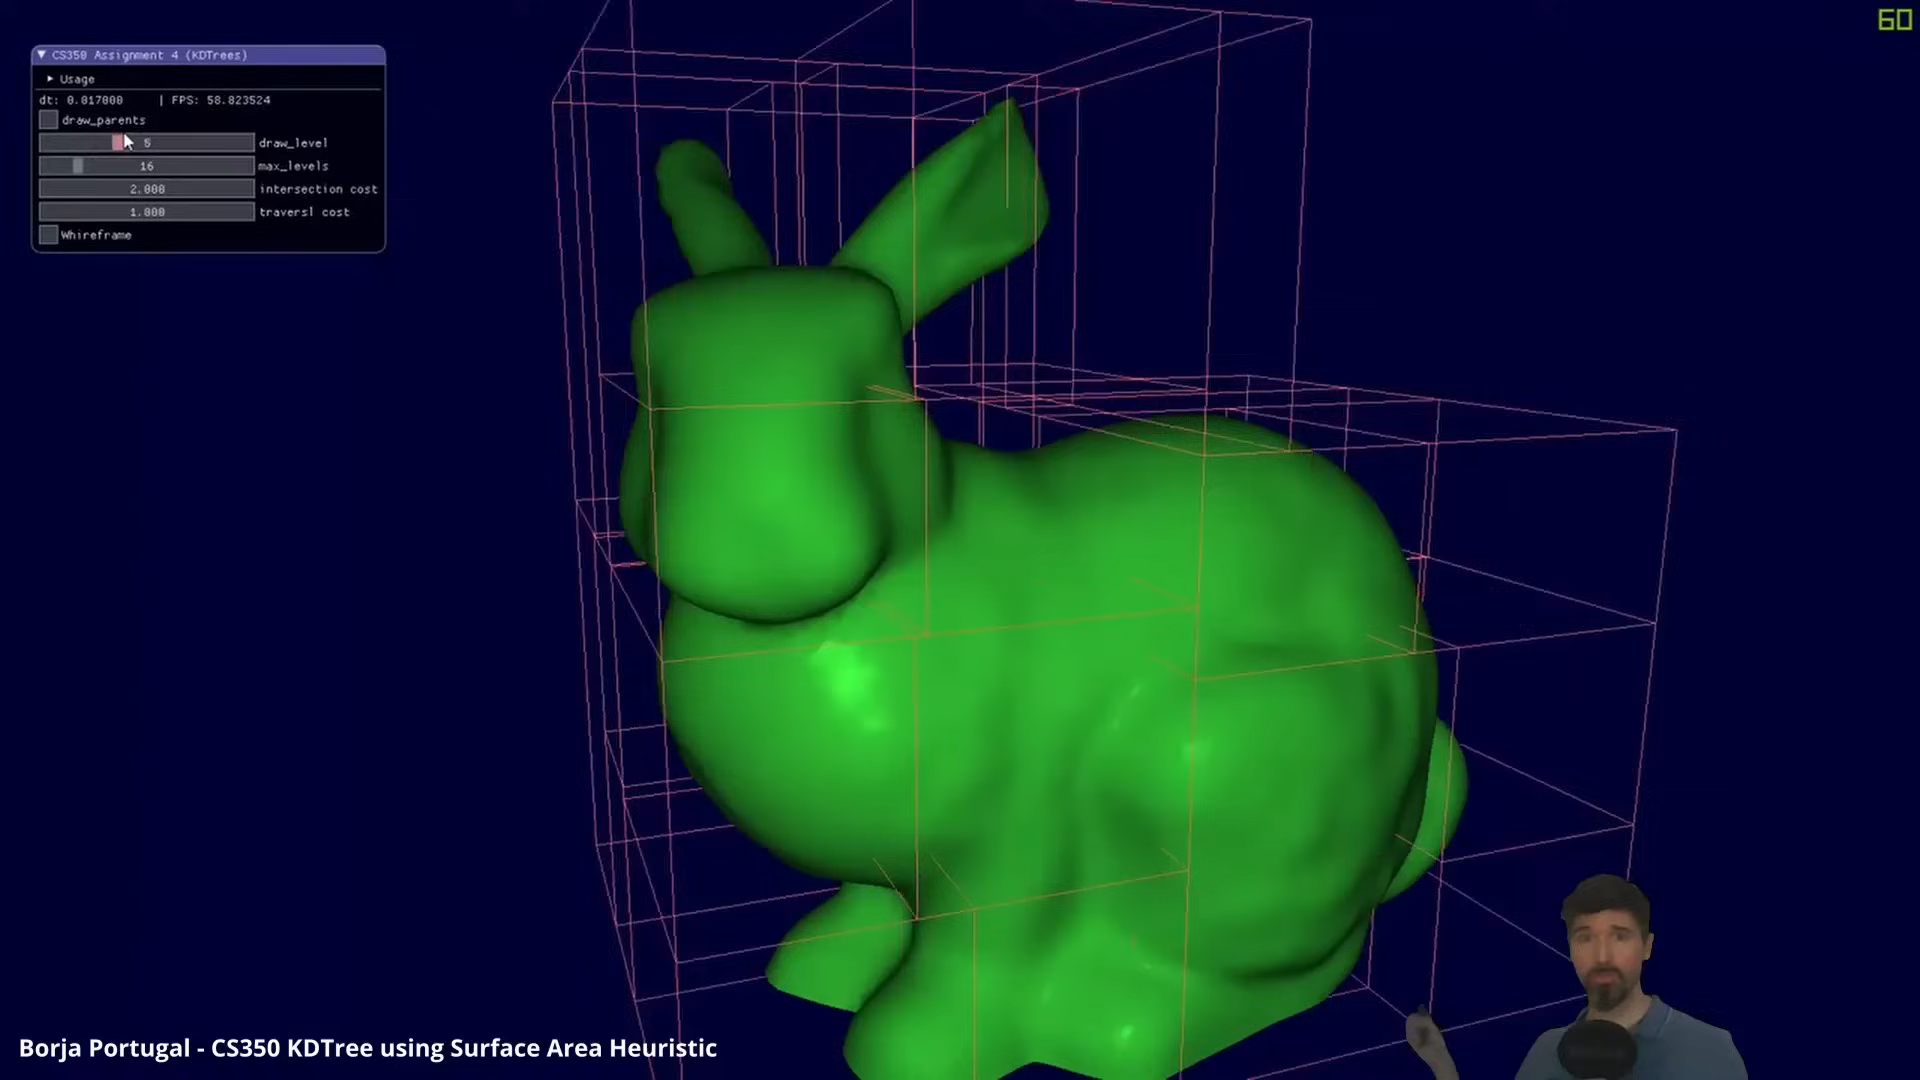 60
CS350 Assignment 4 (KDTrees)
Usage
dt: 0.017000 | FPS: 58.823524
draw_parents
5 draw_level
16 max_levels
2.000 intersection cost
1.000 traversl cost
Whireframe
Borja Portugal - CS350 KDTree using Surface Area Heuristic